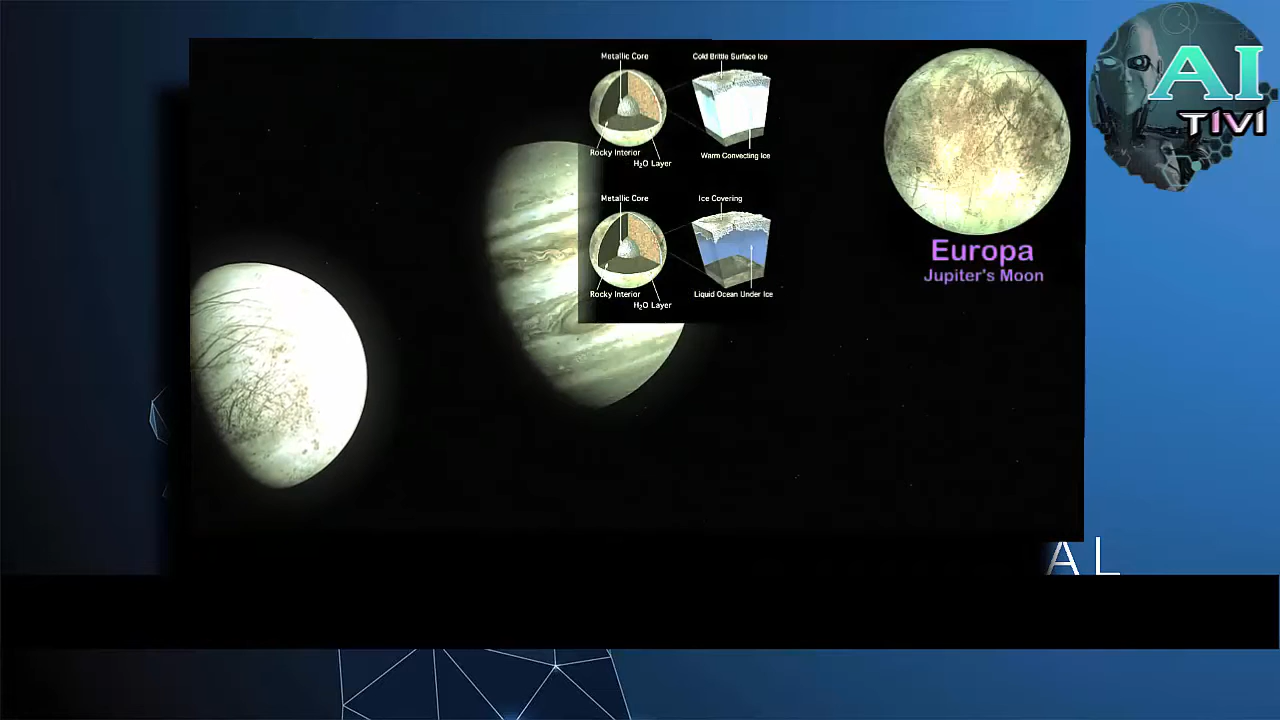 Metallic Core
Cold Brittle Surface Ice
Rocky Interior
H₂O Layer
Warm Convecting Ice
Metallic Core
Ice Covering
Rocky Interior
H₂O Layer
Liquid Ocean Under Ice
Europa
Jupiter's Moon
AI
TIVI
AL